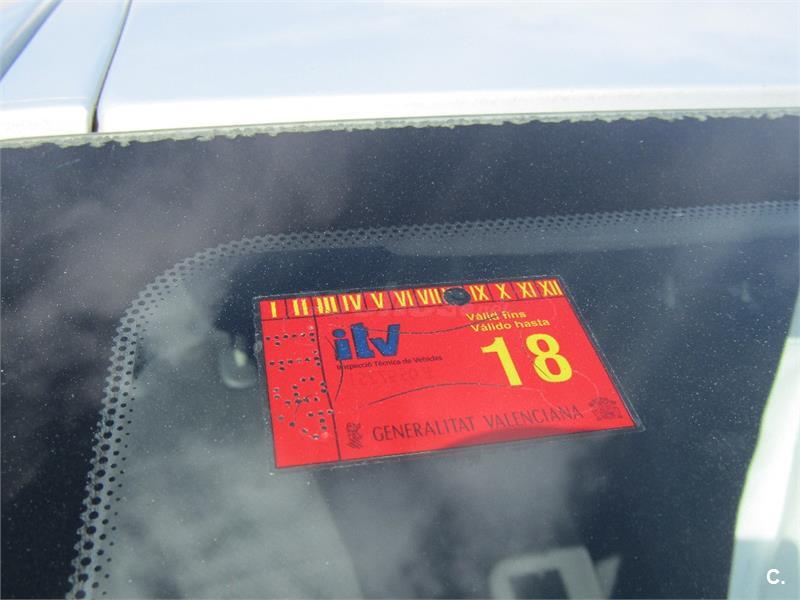 I II III IV V VI VII IX X XI XII
itv
Inspecció Tècnica de Vehicles
Vàlid fins
Válido hasta
18
GENERALITAT VALENCIANA
C.